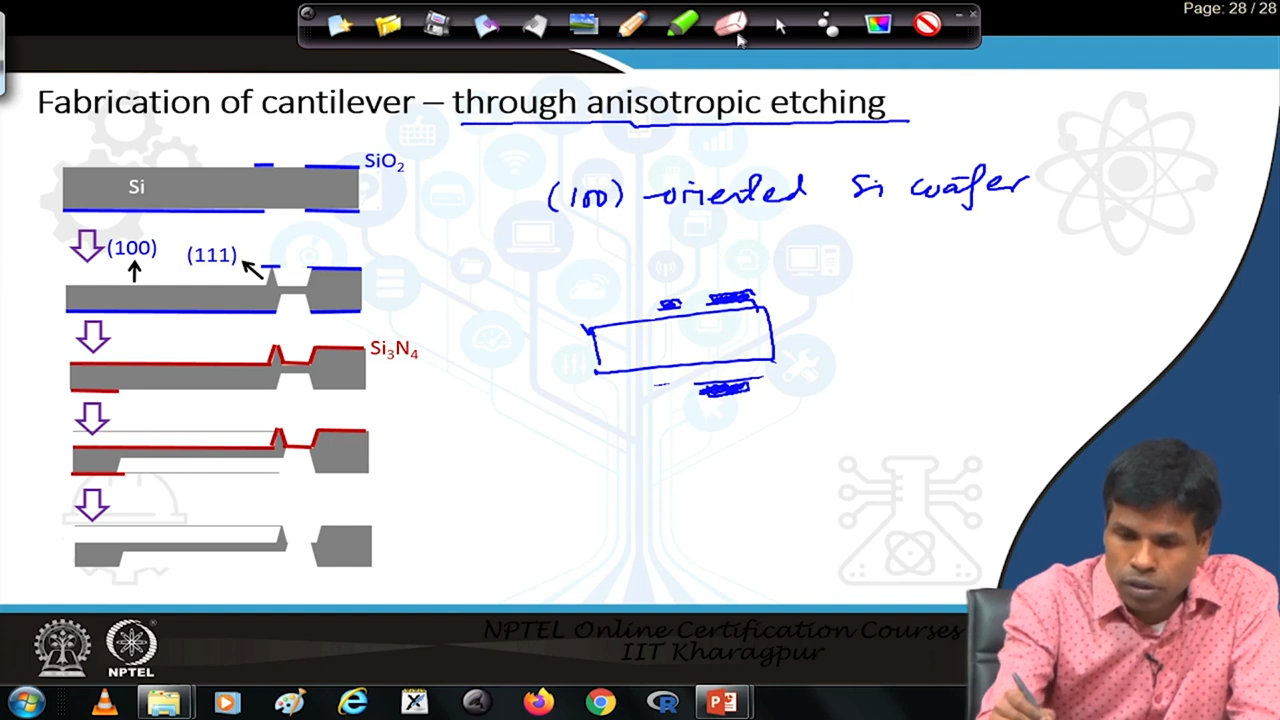 Page: 28 / 28
Fabrication of cantilever – through anisotropic etching
SiO₂
Si
(100) -oriented Si wafer
(100)
(111)
Si₃N₄
NPTEL Online Certification Courses
IIT Kharagpur
NPTEL